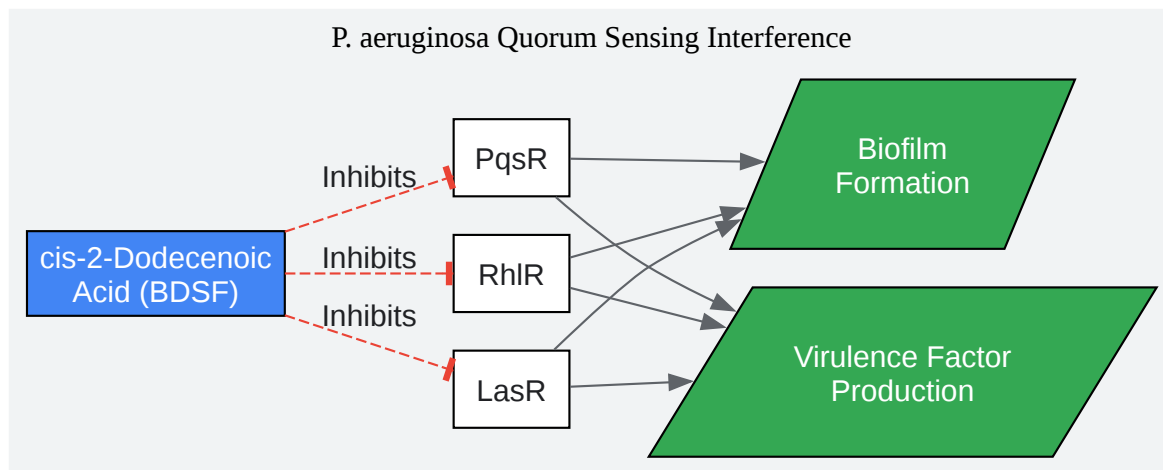 P. aeruginosa Quorum Sensing Interference
cis-2-Dodecenoic
Acid (BDSF)
Inhibits
Inhibits
Inhibits
PqsR
RhlR
LasR
Biofilm
Formation
Virulence Factor
Production